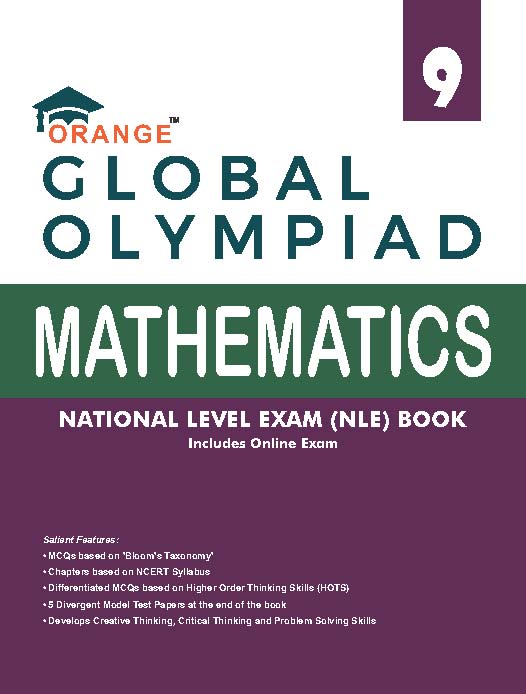 9
ORANGE™
GLOBAL
OLYMPIAD
MATHEMATICS
NATIONAL LEVEL EXAM (NLE) BOOK
Includes Online Exam
Salient Features:
• MCQs based on 'Bloom's Taxonomy'
• Chapters based on NCERT Syllabus
• Differentiated MCQs based on Higher Order Thinking Skills (HOTS)
• 5 Divergent Model Test Papers at the end of the book
• Develops Creative Thinking, Critical Thinking and Problem Solving Skills